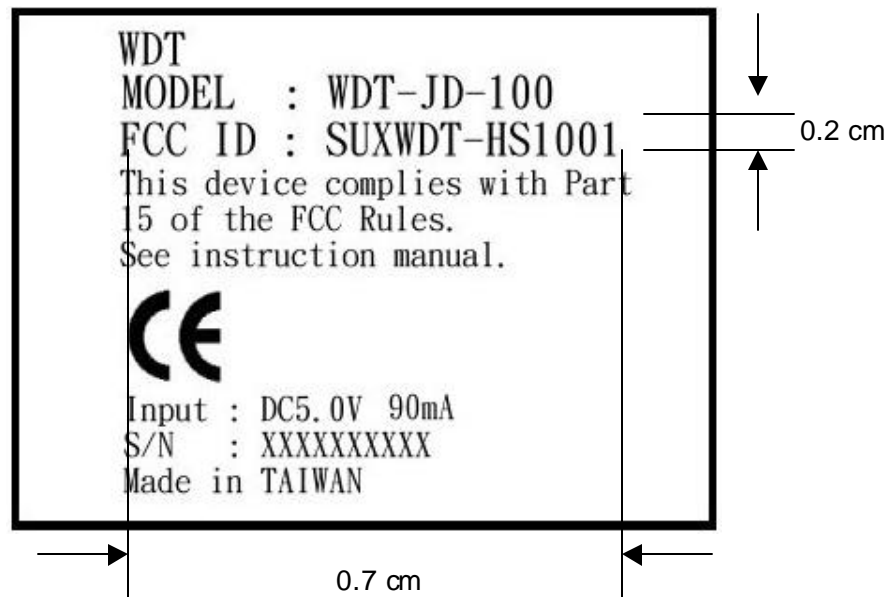 WDT
MODEL : WDT-JD-100
FCC ID : SUXWDT-HS1001
0.2 cm
This device complies with Part
15 of the FCC Rules.
See instruction manual.
CE
Input : DC5.0V 90mA
S/N : XXXXXXXXXX
Made in TAIWAN
0.7 cm